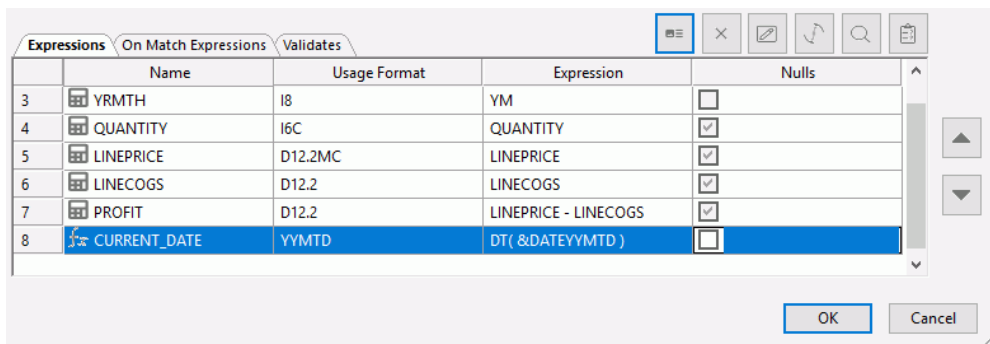 Expressions On Match Expressions Validates
Name Usage Format Expression Nulls
3 YRMTH I8 YM
4 QUANTITY I6C QUANTITY
5 LINEPRICE D12.2MC LINEPRICE
6 LINECOGS D12.2 LINECOGS
7 PROFIT D12.2 LINEPRICE - LINECOGS
8 fx CURRENT_DATE YYMTD DT( &DATEYYMTD )
OK Cancel